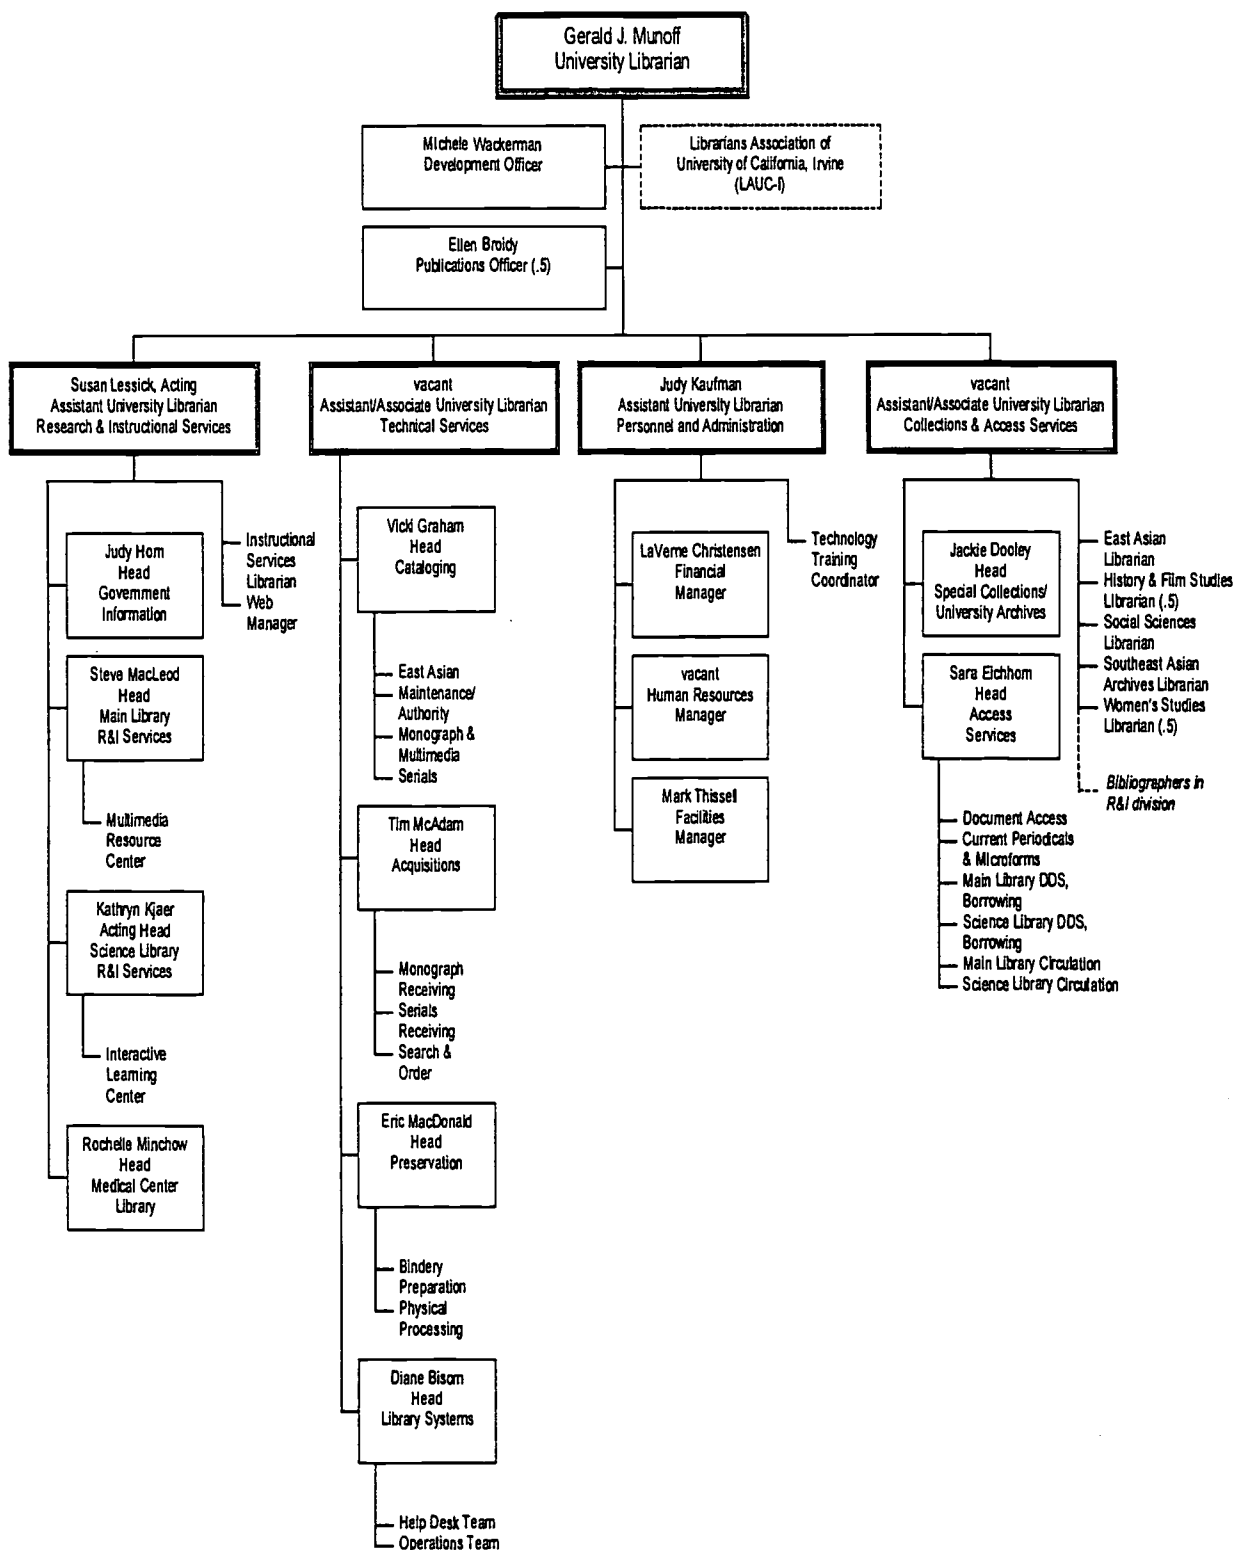 Gerald J. Munoff
University Librarian
Michele Wackerman
Development Officer
Librarians Association of
University of California, Irvine
(LAUC-I)
Ellen Broidy
Publications Officer (.5)
Susan Lessick, Acting
Assistant University Librarian
Research & Instructional Services
vacant
Assistant/Associate University Librarian
Technical Services
Judy Kaufman
Assistant University Librarian
Personnel and Administration
vacant
Assistant/Associate University Librarian
Collections & Access Services
Judy Horn
Head
Government
Information
Instructional
Services
Librarian
Web
Manager
Steve MacLeod
Head
Main Library
R&I Services
Multimedia
Resource
Center
Kathryn Kjaer
Acting Head
Science Library
R&I Services
Interactive
Learning
Center
Rochelle Minchow
Head
Medical Center
Library
Vicki Graham
Head
Cataloging
East Asian
Maintenance/
Authority
Monograph &
Multimedia
Serials
Tim McAdam
Head
Acquisitions
Monograph
Receiving
Serials
Receiving
Search &
Order
Eric MacDonald
Head
Preservation
Bindery
Preparation
Physical
Processing
Diane Bisom
Head
Library Systems
Help Desk Team
Operations Team
LaVerne Christensen
Financial
Manager
Technology
Training
Coordinator
vacant
Human Resources
Manager
Mark Thissell
Facilities
Manager
Jackie Dooley
Head
Special Collections/
University Archives
Sara Eichhorn
Head
Access
Services
Document Access
Current Periodicals
& Microforms
Main Library DDS,
Borrowing
Science Library DDS,
Borrowing
Main Library Circulation
Science Library Circulation
East Asian
Librarian
History & Film Studies
Librarian (.5)
Social Sciences
Librarian
Southeast Asian
Archives Librarian
Women's Studies
Librarian (.5)
Bibliographers in
R&I division